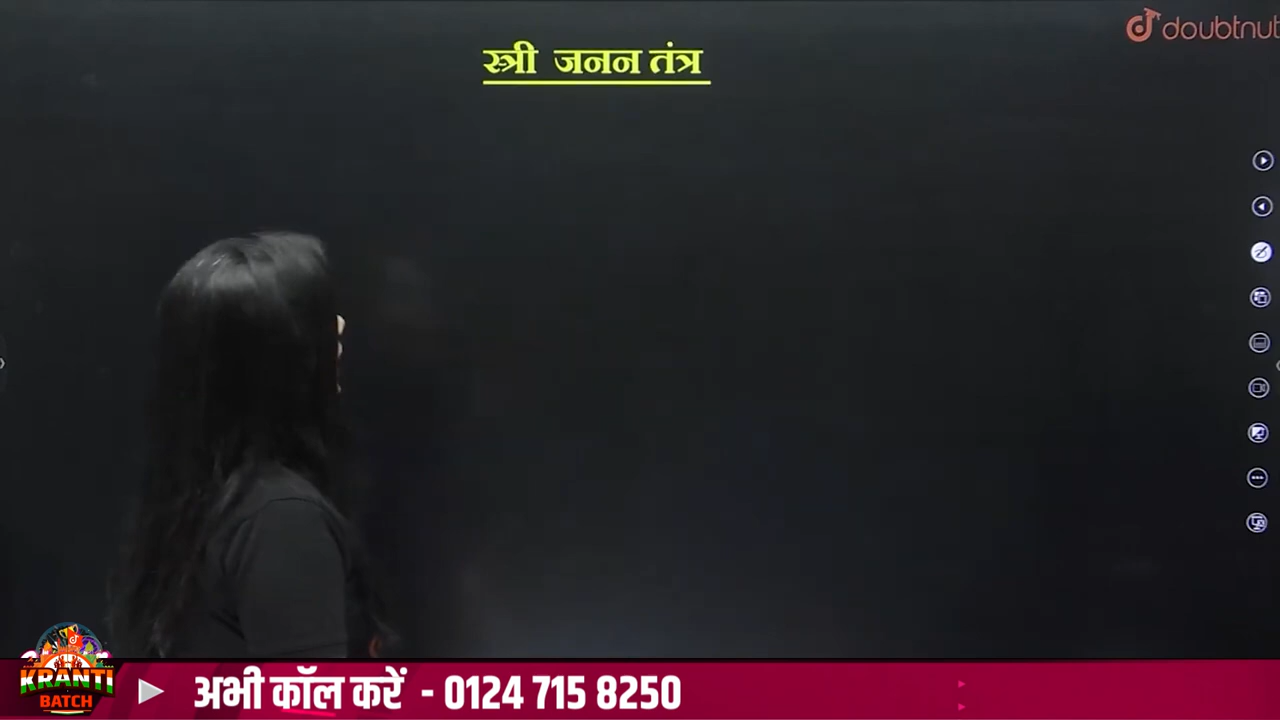 doubtnut
स्त्री जनन तंत्र
KRANTI
BATCH
अभी कॉल करें - 0124 715 8250